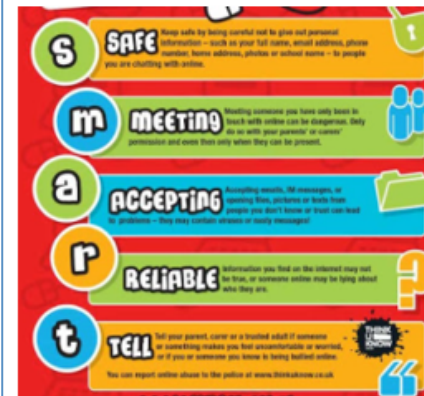 s
SAFE Keep safe by being careful not to give out personal
information – such as your full name, email address, phone
number, home address, photos or school name – to people
you are chatting with online.
m
MEETING Meeting someone you have only been in
touch with online can be dangerous. Only
do so with your parents' or carers'
permission and even then only when they can be present.
a
ACCEPTING Accepting emails, IM messages, or
opening files, pictures or texts from
people you don't know or trust can lead
to problems – they may contain viruses or nasty messages!
r
RELIABLE Information you find on the internet may not
be true, or someone online may be lying about
who they are.
t
TELL Tell your parent, carer or a trusted adult if someone
or something makes you feel uncomfortable or worried,
or if you or someone you know is being bullied online.
THINK
U
KNOW
You can report online abuse to the police at www.thinkuknow.co.uk